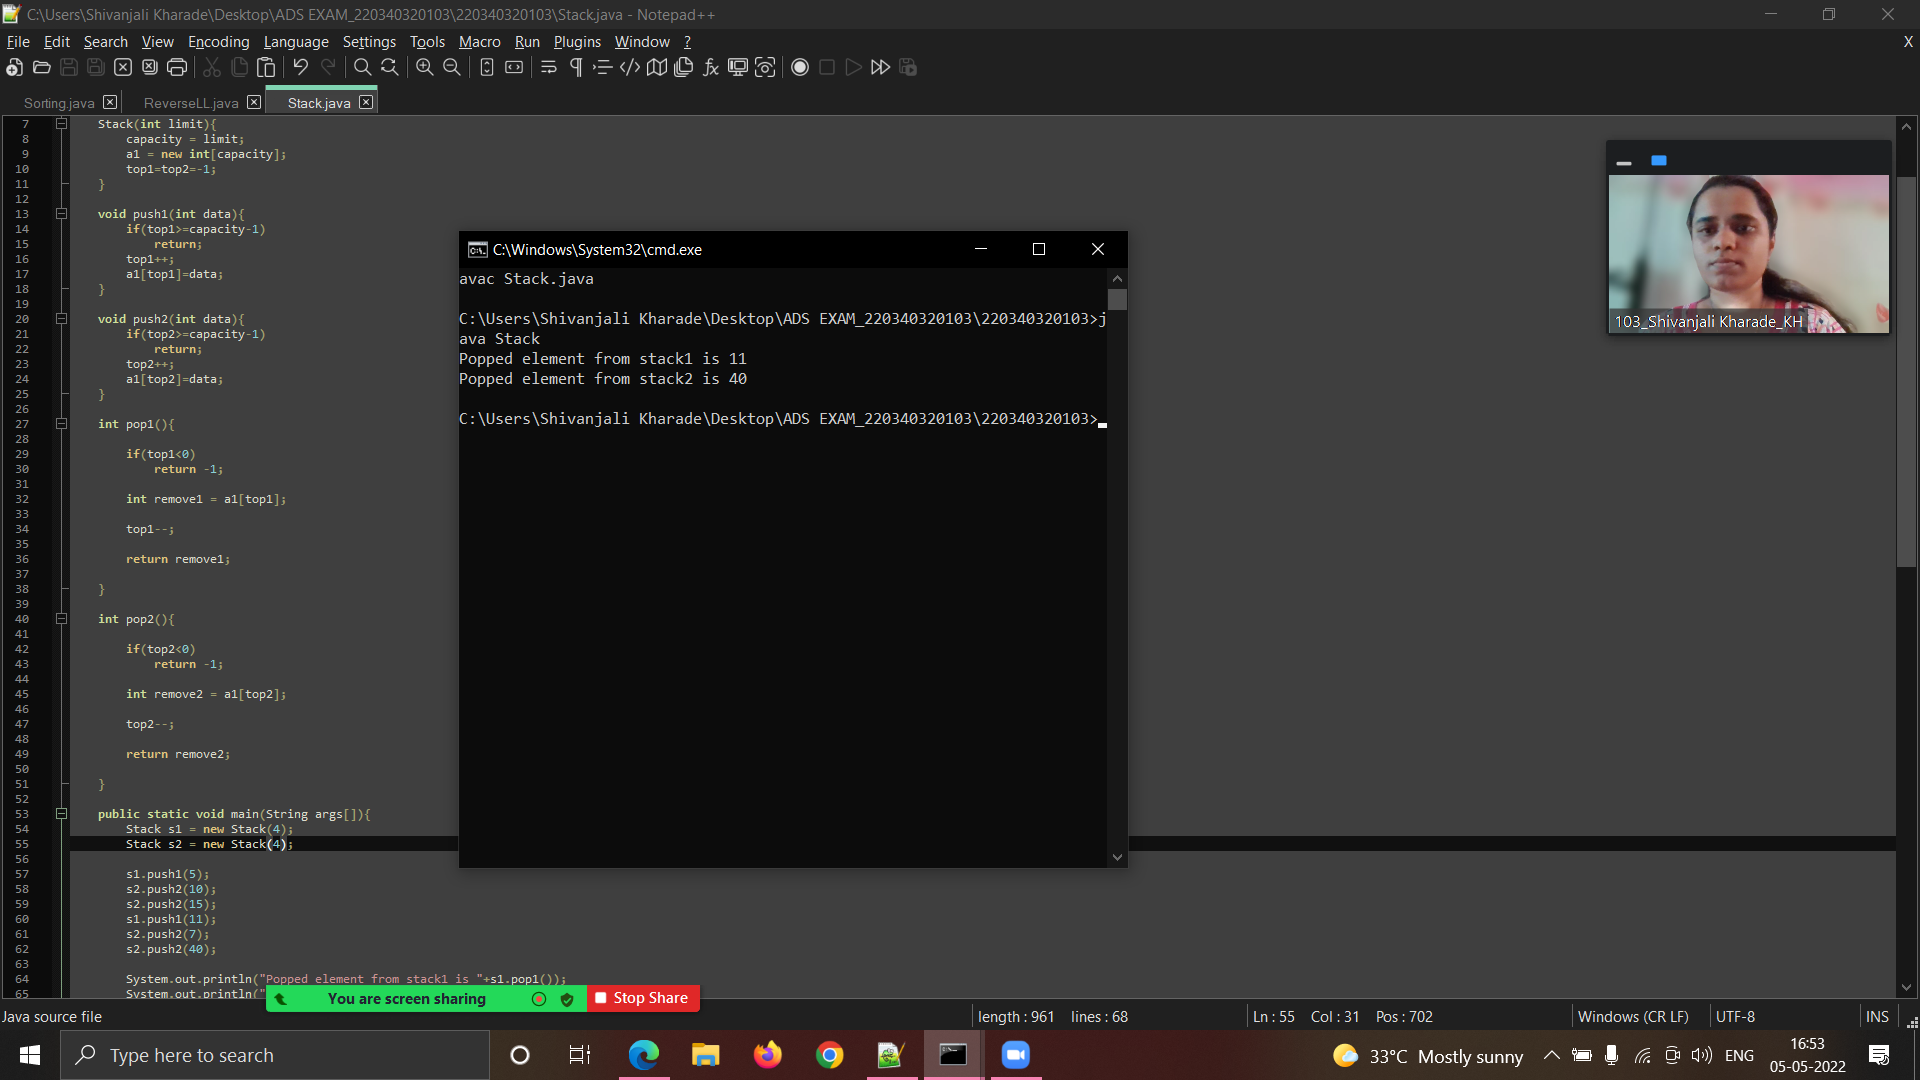 C:\Users\Shivanjali Kharade\Desktop\ADS EXAM_220340320103\220340320103\Stack.java - Notepad++
File Edit Search View Encoding Language Settings Tools Macro Run Plugins Window ? X
Sorting.java ReverseLL.java Stack.java
7 Stack(int limit){
8 capacity = limit;
9 a1 = new int[capacity];
10 top1=top2=-1;
11 }
12
13 void push1(int data){
14 if(top1>=capacity-1)
15 return;
16 top1++;
17 a1[top1]=data;
18 }
19
20 void push2(int data){
21 if(top2>=capacity-1)
22 return;
23 top2++;
24 a1[top2]=data;
25 }
26
27 int pop1(){
28
29 if(top1<0)
30 return -1;
31
32 int remove1 = a1[top1];
33
34 top1--;
35
36 return remove1;
37
38 }
39
40 int pop2(){
41
42 if(top2<0)
43 return -1;
44
45 int remove2 = a1[top2];
46
47 top2--;
48
49 return remove2;
50
51 }
52
53 public static void main(String args[]){
54 Stack s1 = new Stack(4);
55 Stack s2 = new Stack(4);
56
57 s1.push1(5);
58 s2.push2(10);
59 s2.push2(15);
60 s1.push1(11);
61 s2.push2(7);
62 s2.push2(40);
63
64 System.out.println("Popped element from stack1 is "+s1.pop1());
65 System.out.println("
C:\Windows\System32\cmd.exe
avac Stack.java
C:\Users\Shivanjali Kharade\Desktop\ADS EXAM_220340320103\220340320103>j
ava Stack
Popped element from stack1 is 11
Popped element from stack2 is 40
C:\Users\Shivanjali Kharade\Desktop\ADS EXAM_220340320103\220340320103>
103_Shivanjali Kharade_KH
You are screen sharing Stop Share
Java source file length : 961 lines : 68 Ln : 55 Col : 31 Pos : 702 Windows (CR LF) UTF-8 INS
Type here to search 33°C Mostly sunny ENG 16:53
05-05-2022